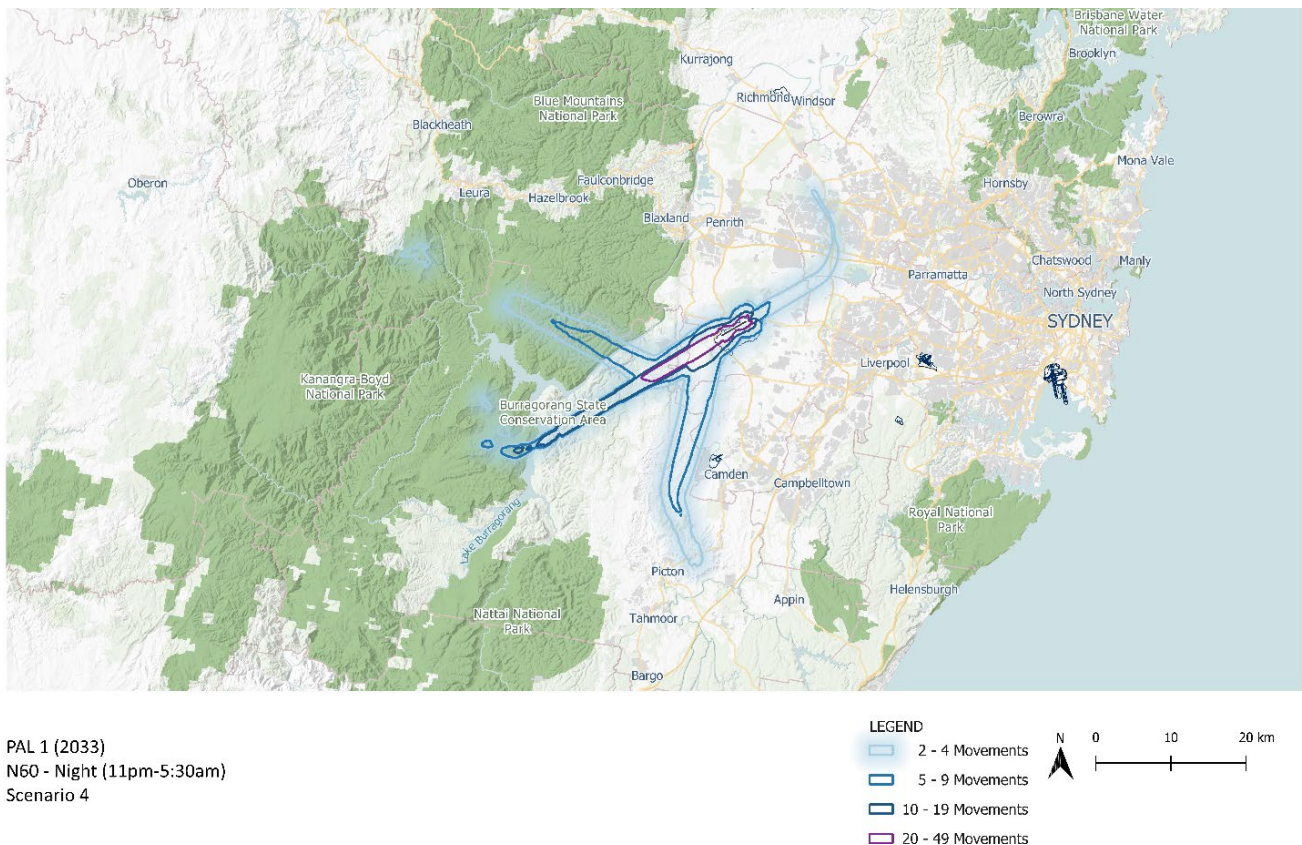 Brisbane Water
National Park
Brooklyn
Kurrajong
Richmond
Windsor
Blue Mountains
National Park
Berowra
Blackheath
Mona Vale
Oberon
Faulconbridge
Hornsby
Leura
Hazelbrook
Blaxland
Penrith
Chatswood
Manly
Parramatta
North Sydney
SYDNEY
Liverpool
Kanangra-Boyd
National Park
Burragorang State
Conservation Area
Camden
Campbelltown
Royal National
Park
Lake Burragorang
Picton
Helensburgh
Appin
Nattai National
Park
Tahmoor
Bargo
PAL 1 (2033)
N60 - Night (11pm-5:30am)
Scenario 4
LEGEND
2 - 4 Movements
5 - 9 Movements
10 - 19 Movements
20 - 49 Movements
N
0 10 20 km